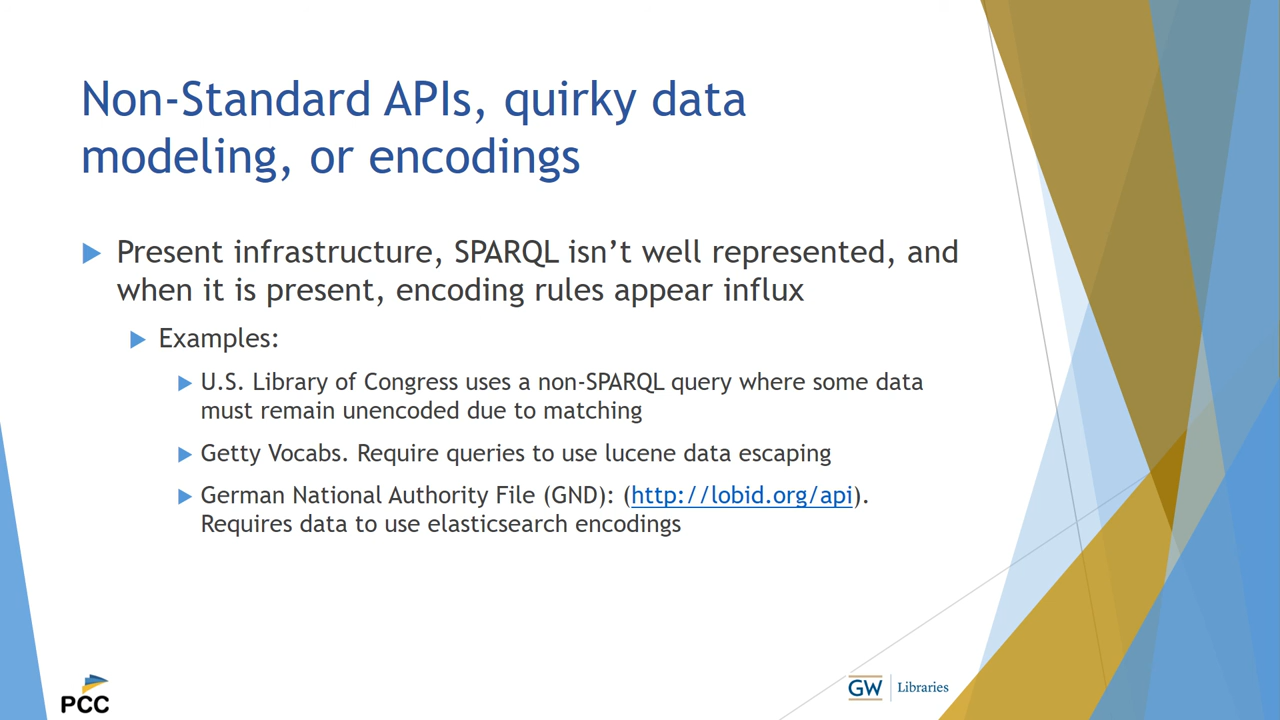 Non-Standard APIs, quirky data
modeling, or encodings
Present infrastructure, SPARQL isn’t well represented, and
when it is present, encoding rules appear influx
Examples:
U.S. Library of Congress uses a non-SPARQL query where some data
must remain unencoded due to matching
Getty Vocabs. Require queries to use lucene data escaping
German National Authority File (GND): (http://lobid.org/api).
Requires data to use elasticsearch encodings
PCC
GW Libraries